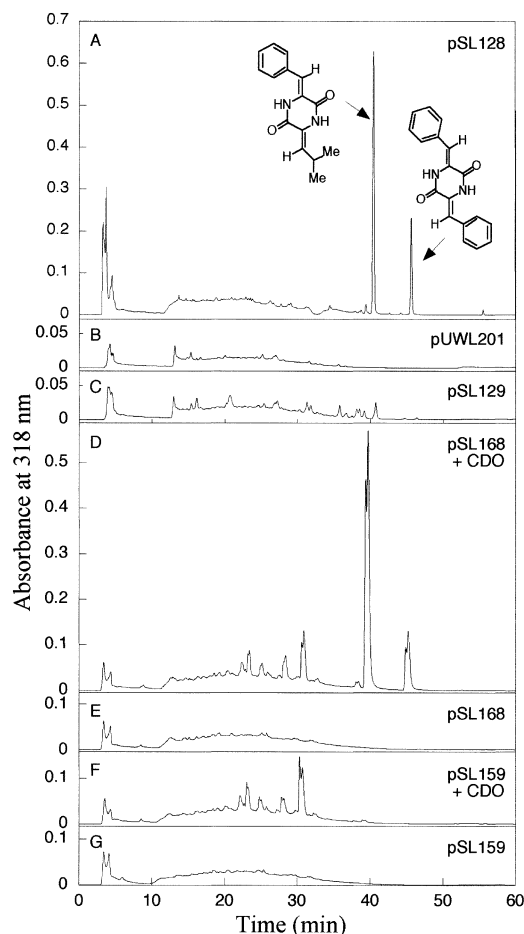 0.7
A
pSL128
0.6
0.5
0.4
0.3
0.2
0.1
0
H
HN
O
O
NH
H
Me
Me
H
HN
O
O
NH
H
B
pUWL201
0.05
0
C
pSL129
0.05
0
D
pSL168
+ CDO
0.5
0.4
0.3
0.2
0.1
0
E
pSL168
0.1
0
F
pSL159
+ CDO
0.1
0
G
pSL159
0.1
0
0 10 20 30 40 50 60
Time (min)
Absorbance at 318 nm